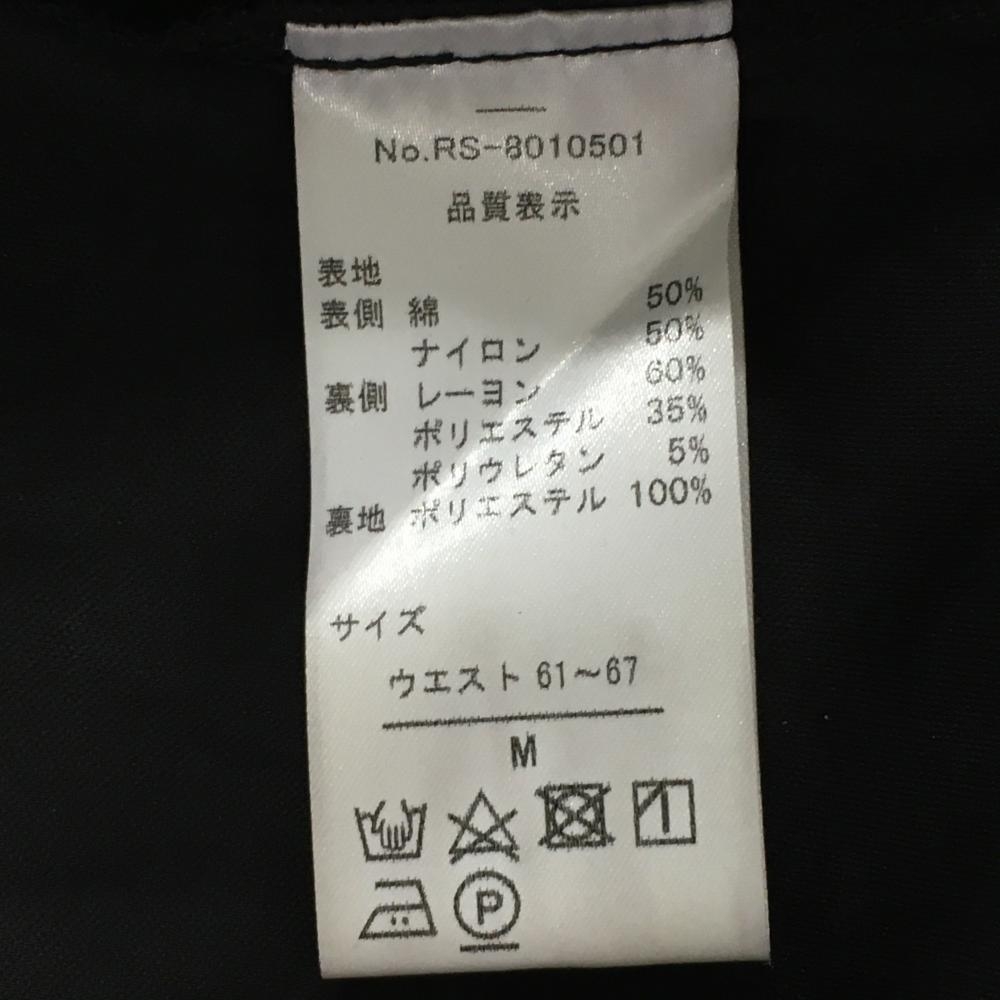 No.RS-8010501
品質表示
表地
表側 綿 50%
ナイロン 50%
裏側 レーヨン 60%
ポリエステル 35%
ポリウレタン 5%
裏地 ポリエステル 100%
サイズ
ウエスト 61〜67
M
P